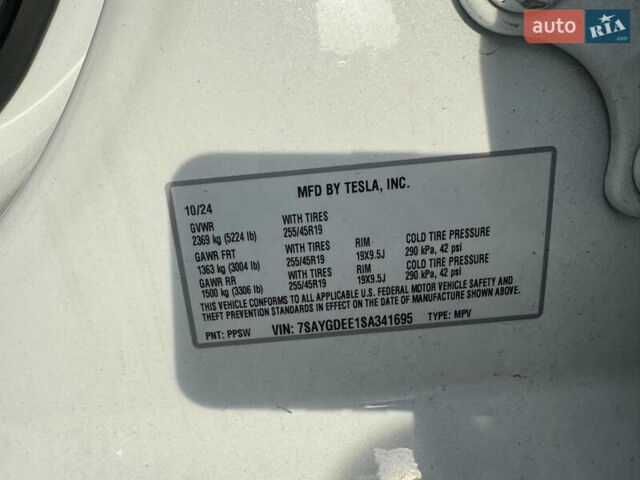 auto RIA .com
MFD BY TESLA, INC.
10/24
GVWR WITH TIRES
2369 kg (5224 lb) 255/45R19
GAWR FRT WITH TIRES RIM COLD TIRE PRESSURE
1363 kg (3004 lb) 255/45R19 19X9.5J 290 kPa, 42 psi
GAWR RR WITH TIRES RIM COLD TIRE PRESSURE
1500 kg (3306 lb) 255/45R19 19X9.5J 290 kPa, 42 psi
THIS VEHICLE CONFORMS TO ALL APPLICABLE U.S. FEDERAL MOTOR VEHICLE SAFETY AND
THEFT PREVENTION STANDARDS IN EFFECT ON THE DATE OF MANUFACTURE SHOWN ABOVE.
PNT: PPSW VIN: 7SAYGDEE1SA341695 TYPE: MPV